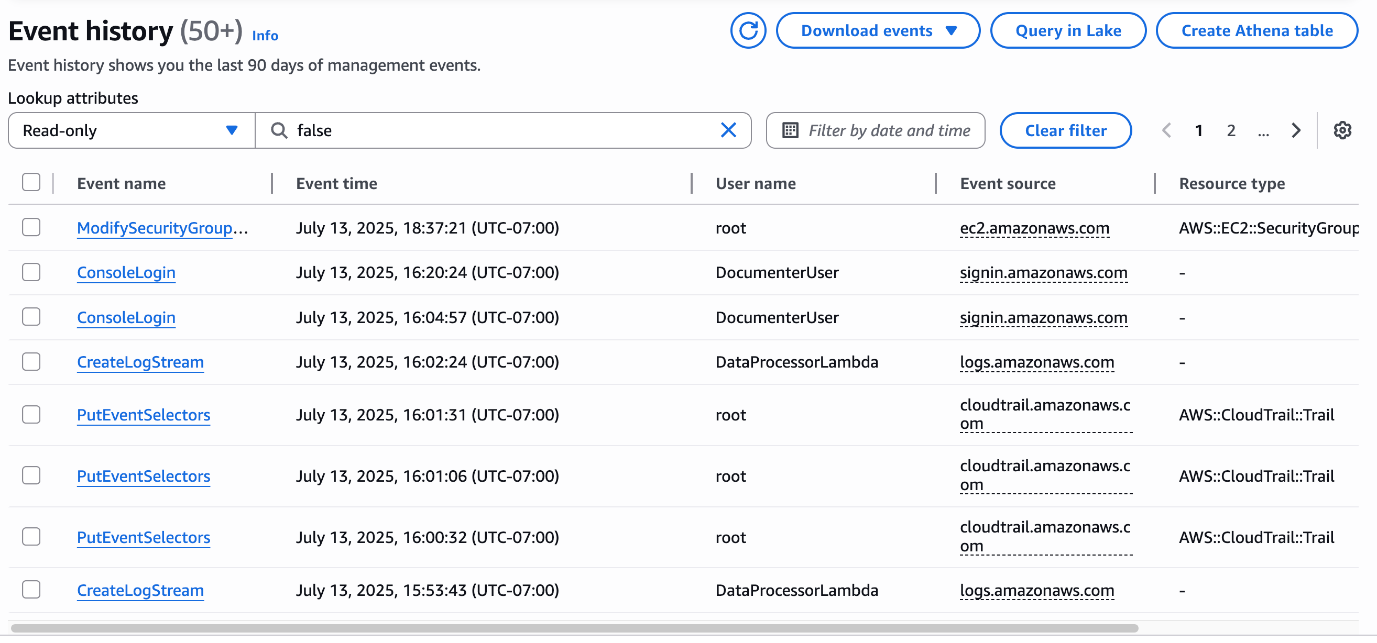 Event history (50+) Info
Download events
Query in Lake
Create Athena table
Event history shows you the last 90 days of management events.
Lookup attributes
Read-only
false
Filter by date and time
Clear filter
1 2 ...
Event name Event time User name Event source Resource type
ModifySecurityGroup... July 13, 2025, 18:37:21 (UTC-07:00) root ec2.amazonaws.com AWS::EC2::SecurityGroup
ConsoleLogin July 13, 2025, 16:20:24 (UTC-07:00) DocumenterUser signin.amazonaws.com -
ConsoleLogin July 13, 2025, 16:04:57 (UTC-07:00) DocumenterUser signin.amazonaws.com -
CreateLogStream July 13, 2025, 16:02:24 (UTC-07:00) DataProcessorLambda logs.amazonaws.com -
PutEventSelectors July 13, 2025, 16:01:31 (UTC-07:00) root cloudtrail.amazonaws.c AWS::CloudTrail::Trail
om
PutEventSelectors July 13, 2025, 16:01:06 (UTC-07:00) root cloudtrail.amazonaws.c AWS::CloudTrail::Trail
om
PutEventSelectors July 13, 2025, 16:00:32 (UTC-07:00) root cloudtrail.amazonaws.c AWS::CloudTrail::Trail
om
CreateLogStream July 13, 2025, 15:53:43 (UTC-07:00) DataProcessorLambda logs.amazonaws.com -